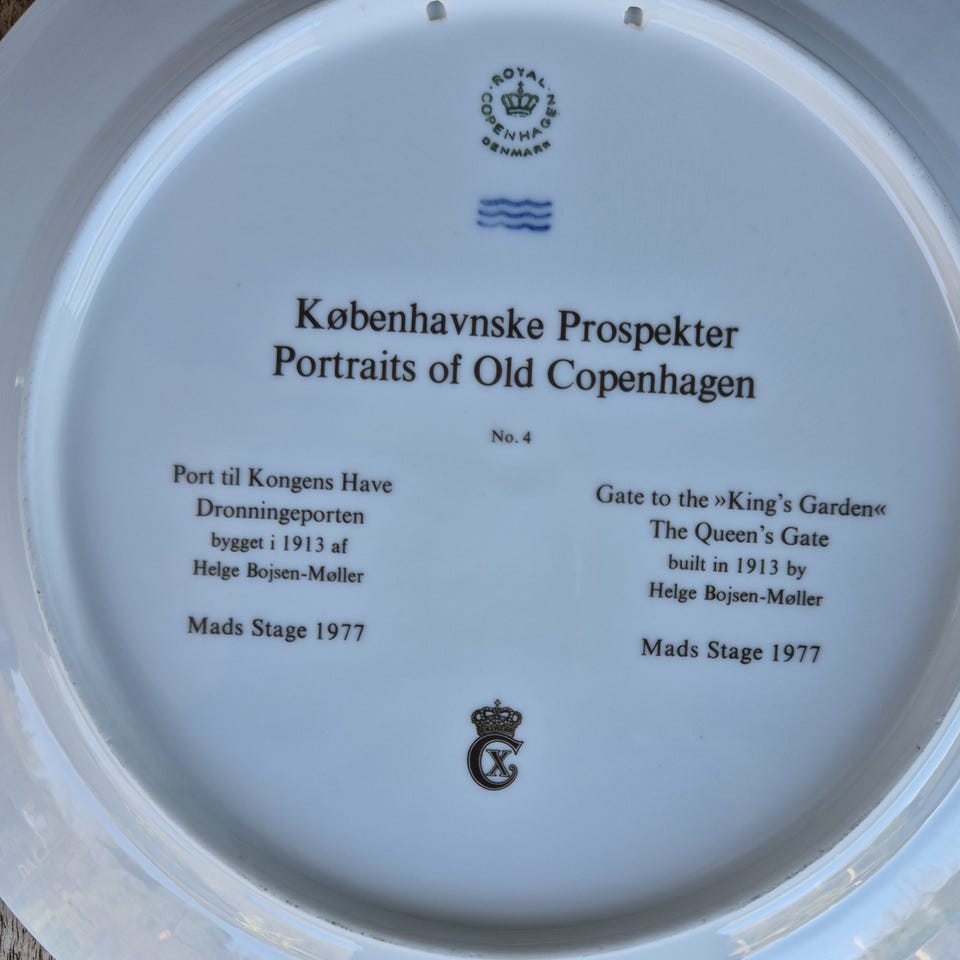 ROYAL COPENHAGEN
DENMARK
Københavnske Prospekter
Portraits of Old Copenhagen
No. 4
Port til Kongens Have
Dronningeporten
bygget i 1913 af
Helge Bojsen-Møller
Mads Stage 1977
Gate to the »King's Garden«
The Queen's Gate
built in 1913 by
Helge Bojsen-Møller
Mads Stage 1977
CX